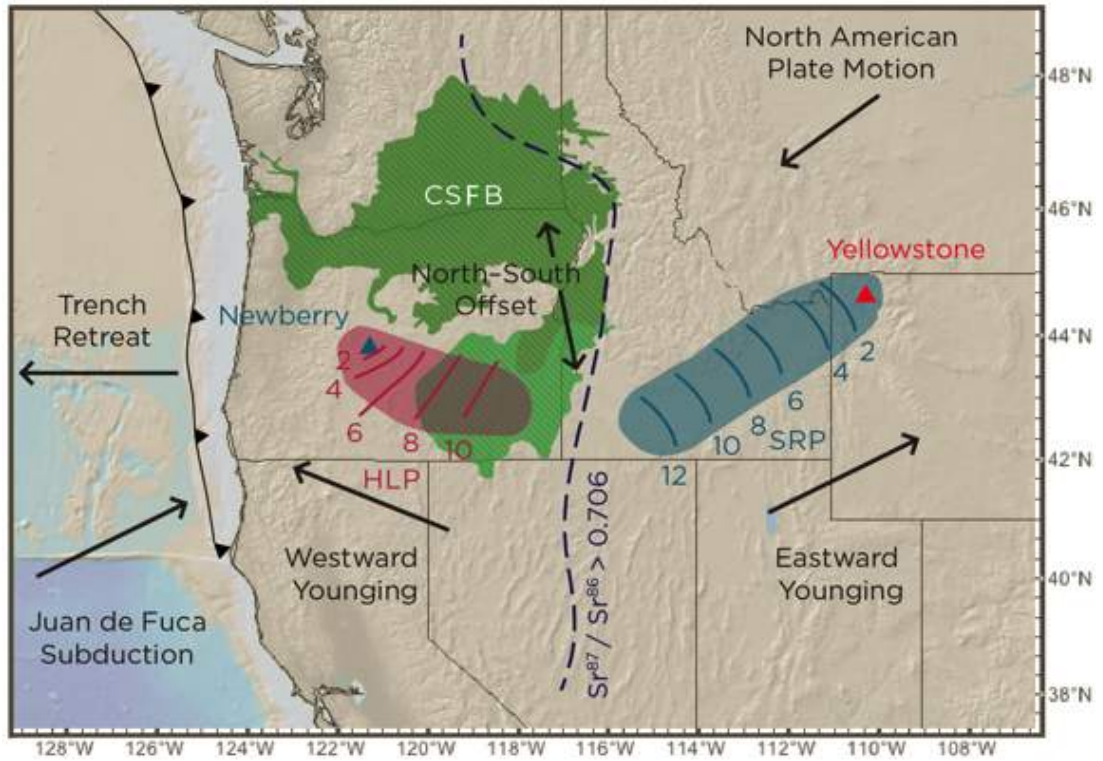 North American
Plate Motion
48°N
CSFB
46°N
Yellowstone
North-South
Offset
Trench
Retreat
Newberry
44°N
2
4
6
8
10
HLP
2
4
6
8
SRP
10
12
42°N
Westward
Younging
Eastward
Younging
Sr⁸⁷ / Sr⁸⁶ > 0.706
40°N
Juan de Fuca
Subduction
38°N
128°W 126°W 124°W 122°W 120°W 118°W 116°W 114°W 112°W 110°W 108°W